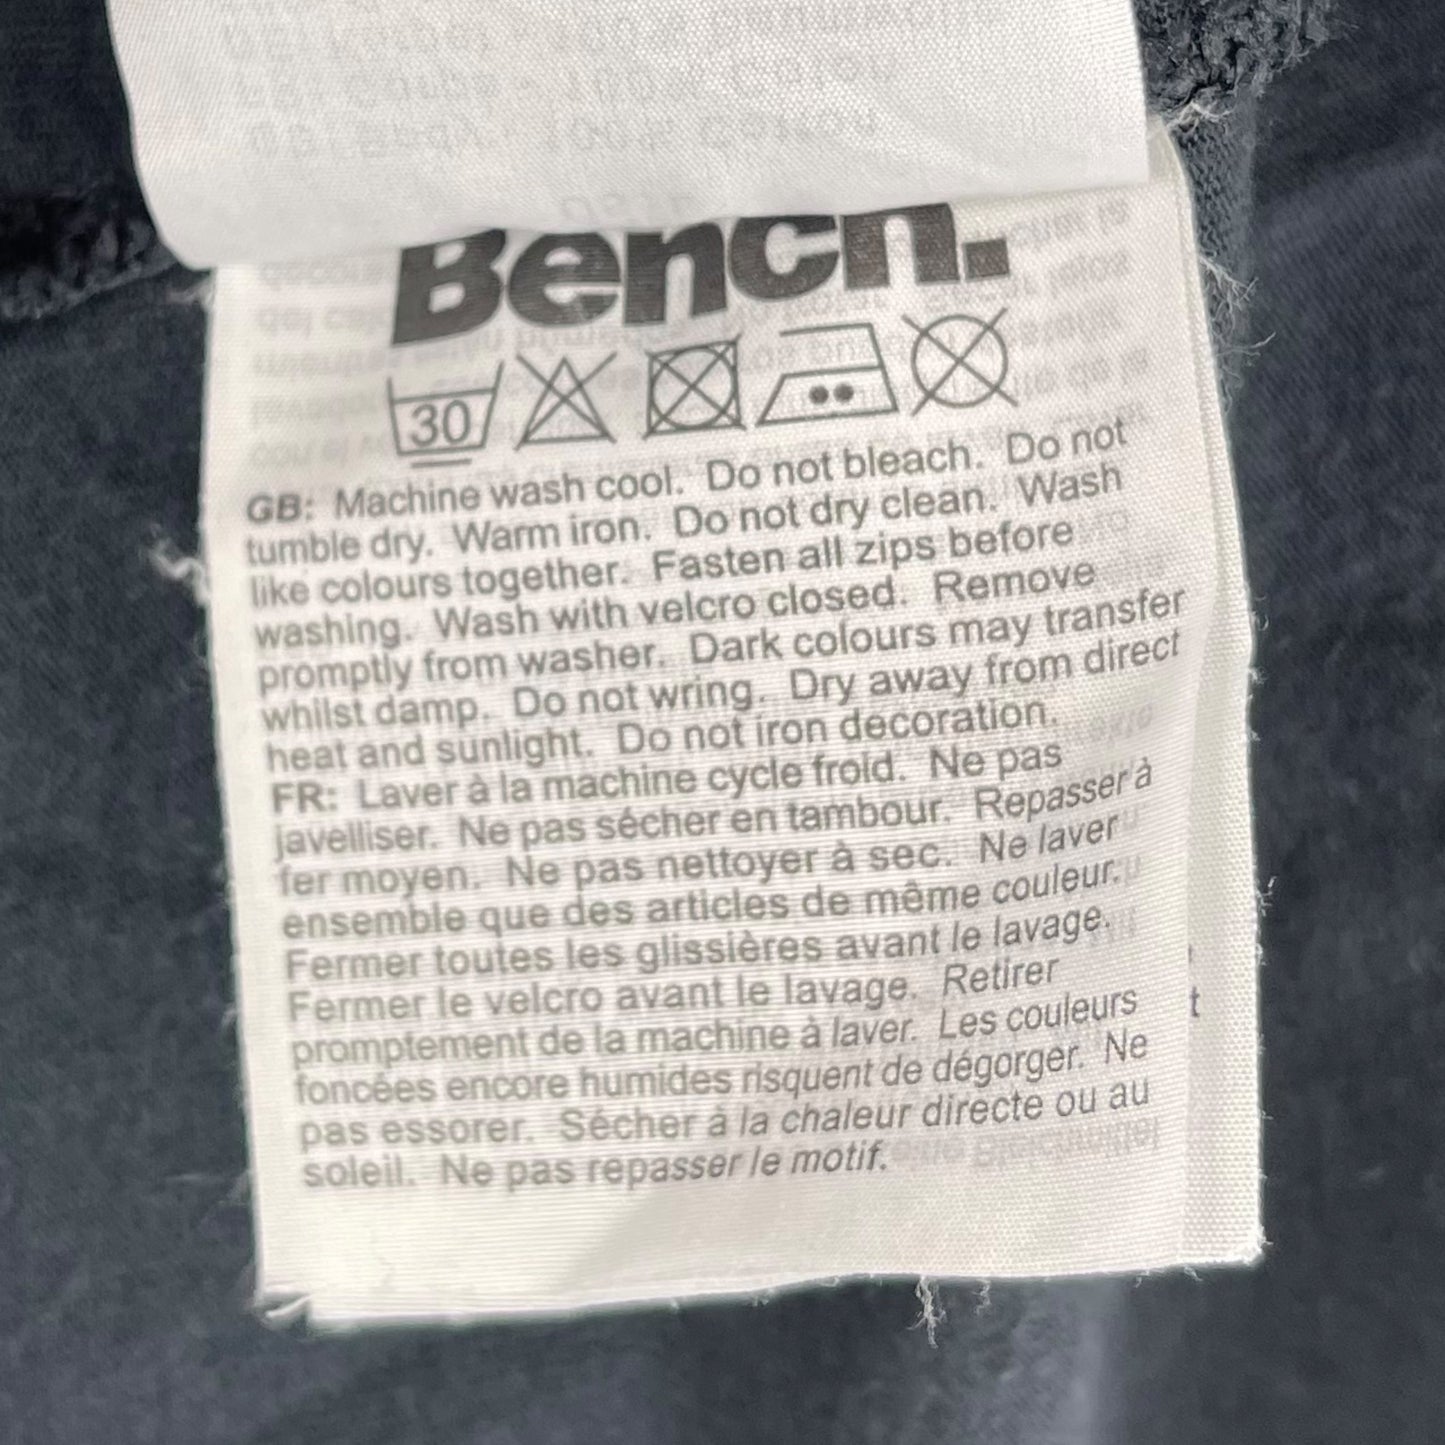 Bench.
30
GB: Machine wash cool. Do not bleach. Do not
tumble dry. Warm iron. Do not dry clean. Wash
like colours together. Fasten all zips before
washing. Wash with velcro closed. Remove
promptly from washer. Dark colours may transfer
whilst damp. Do not wring. Dry away from direct
heat and sunlight. Do not iron decoration.
FR: Laver à la machine cycle froid. Ne pas
javelliser. Ne pas sécher en tambour. Repasser à
fer moyen. Ne pas nettoyer à sec. Ne laver
ensemble que des articles de même couleur.
Fermer toutes les glissières avant le lavage.
Fermer le velcro avant le lavage. Retirer
promptement de la machine à laver. Les couleurs
foncées encore humides risquent de dégorger. Ne
pas essorer. Sécher à la chaleur directe ou au
soleil. Ne pas repasser le motif.